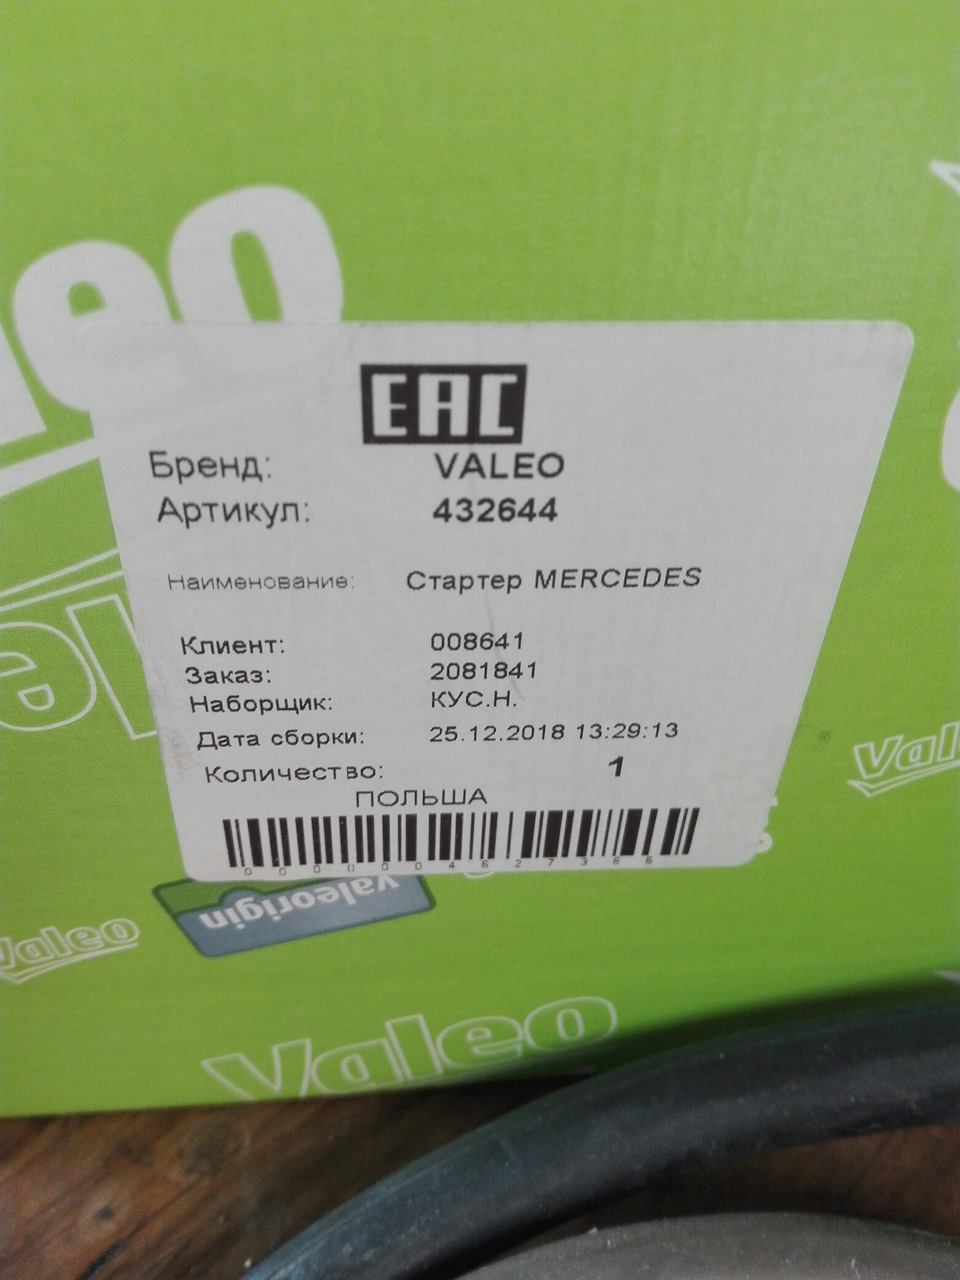 eo
EAC
Бренд: VALEO
Артикул: 432644
Наименование: Стартер MERCEDES
Клиент: 008641
Заказ: 2081841
Наборщик: КУС.Н.
Дата сборки: 25.12.2018 13:29:13
Количество: 1
ПОЛЬША
valeorigin
Valeo
Valeo
Valeo